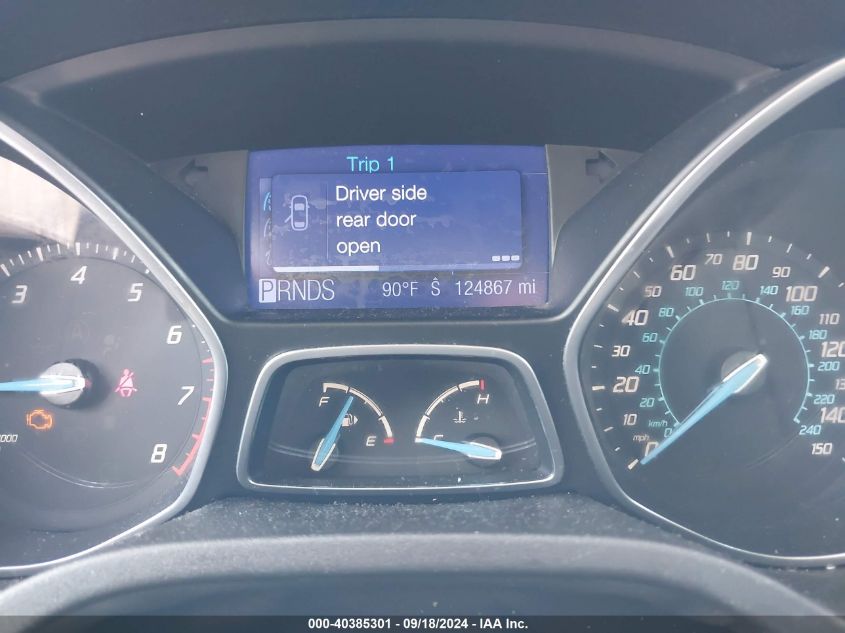 Trip 1
Driver side
rear door
open
PRNDS 90°F Ŝ 124867 mi
3 4 5 6 7 8
F E
H
mph 0 10 20 30 40 50 60 70 80 90 100 110 120 140 150
km/h 0 20 40 60 80 100 120 140 160 180 200 220 240
000-40385301 - 09/18/2024 - IAA Inc.